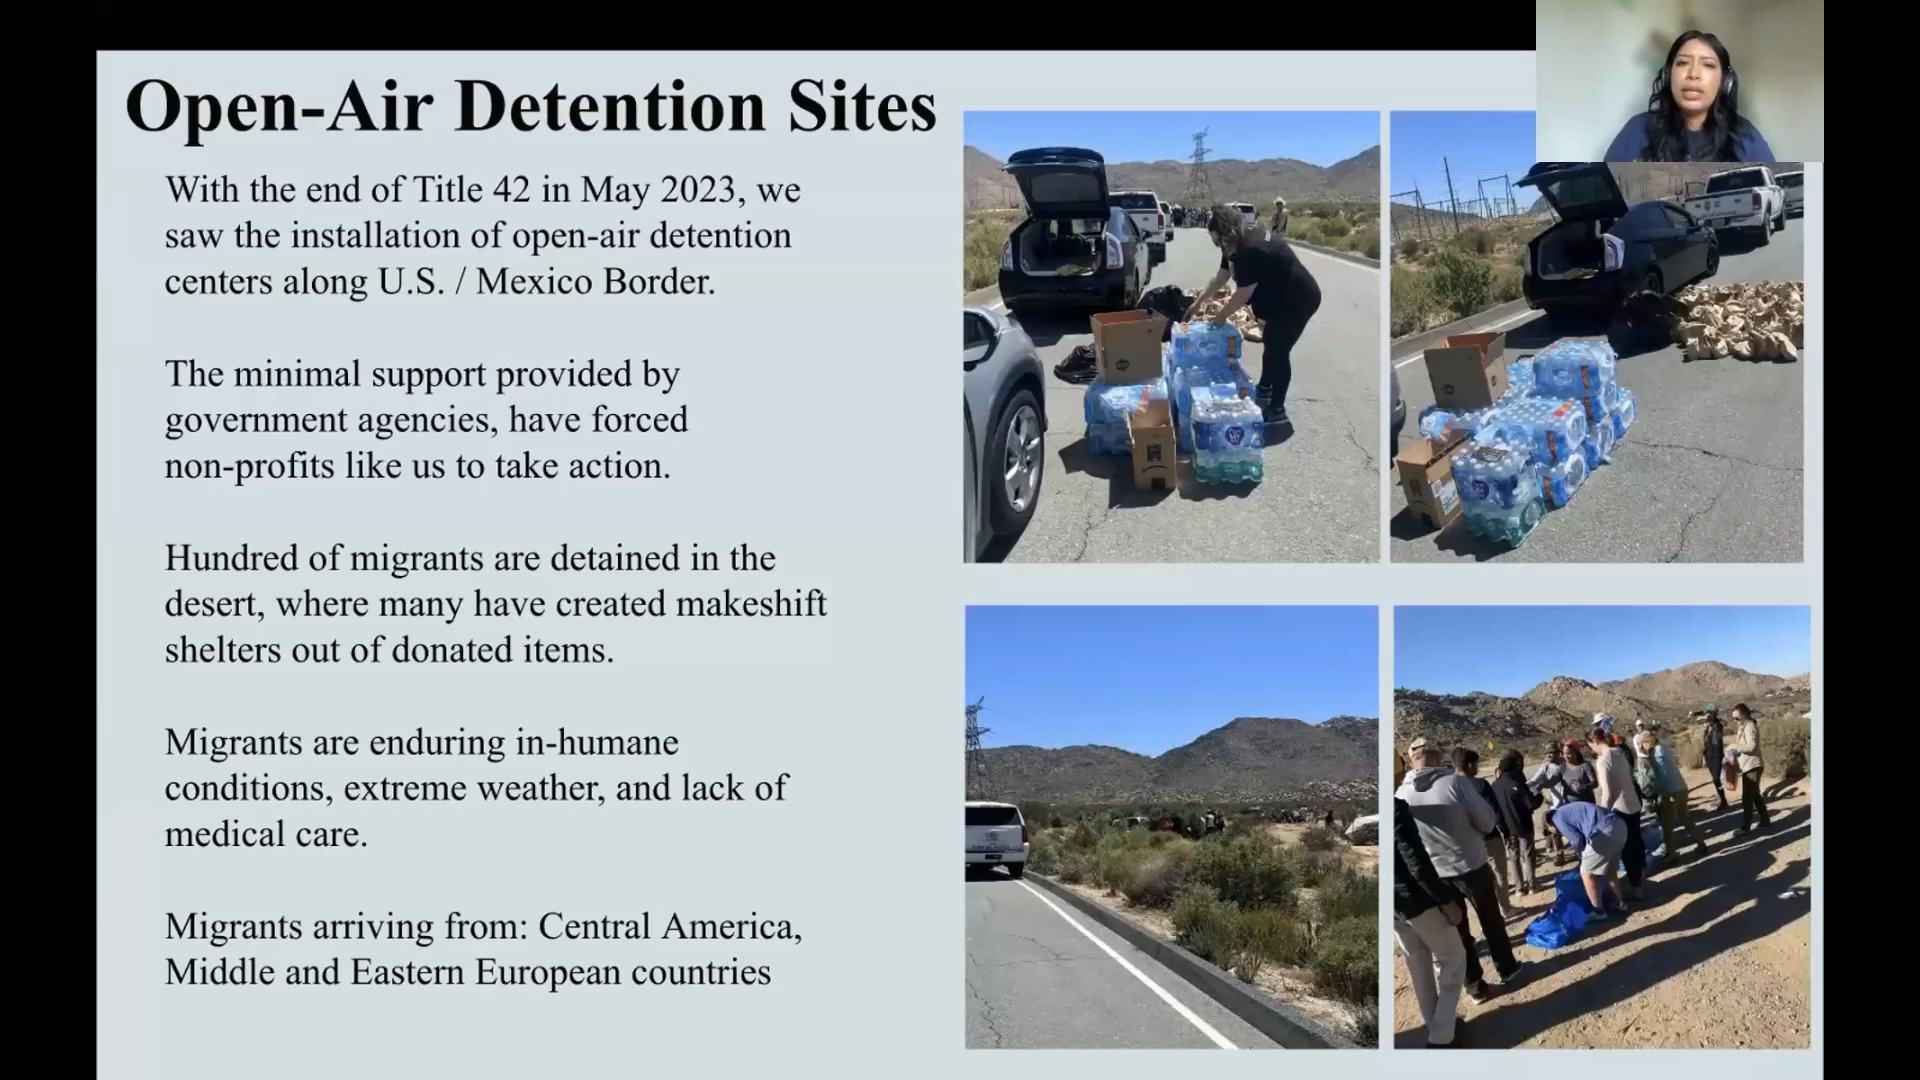 Open-Air Detention Sites
With the end of Title 42 in May 2023, we
saw the installation of open-air detention
centers along U.S. / Mexico Border.
The minimal support provided by
government agencies, have forced
non-profits like us to take action.
Hundred of migrants are detained in the
desert, where many have created makeshift
shelters out of donated items.
Migrants are enduring in-humane
conditions, extreme weather, and lack of
medical care.
Migrants arriving from: Central America,
Middle and Eastern European countries